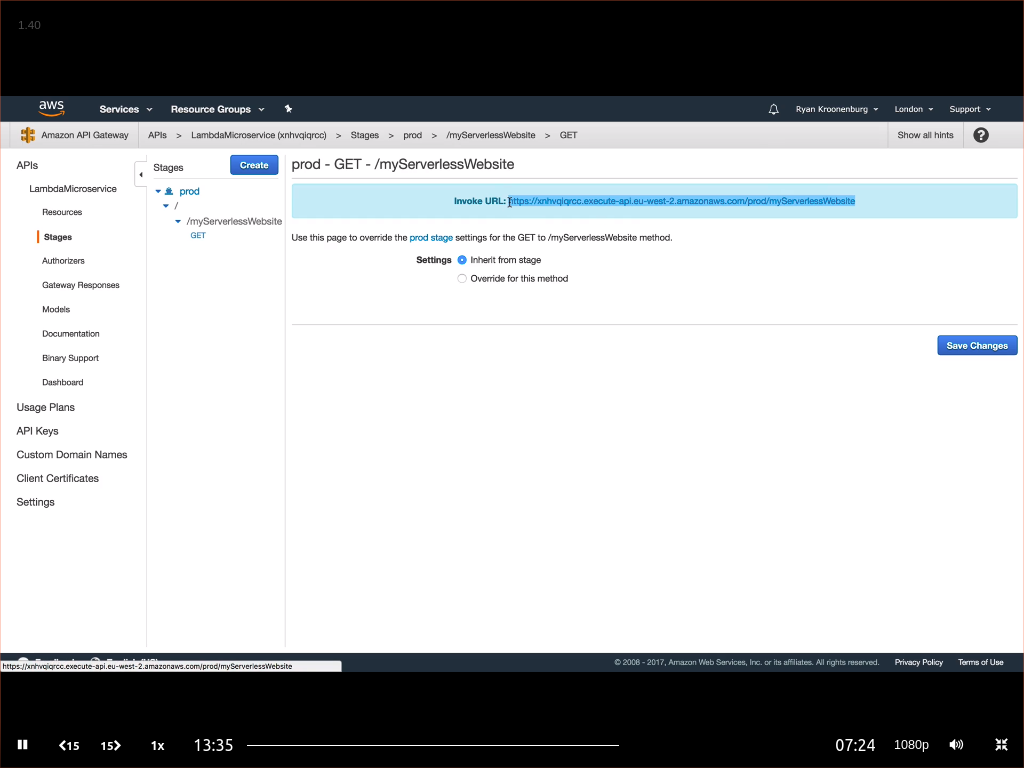 1.40
aws Services Resource Groups Ryan Kroonenburg London Support
Amazon API Gateway APIs > LambdaMicroservice (xnhvqiqrcc) > Stages > prod > /myServerlessWebsite > GET Show all hints ?
APIs
LambdaMicroservice
Resources
Stages
Authorizers
Gateway Responses
Models
Documentation
Binary Support
Dashboard
Usage Plans
API Keys
Custom Domain Names
Client Certificates
Settings
Stages Create
prod
/
/myServerlessWebsite
GET
prod - GET - /myServerlessWebsite
Invoke URL: https://xnhvqiqrcc.execute-api.eu-west-2.amazonaws.com/prod/myServerlessWebsite
Use this page to override the prod stage settings for the GET to /myServerlessWebsite method.
Settings Inherit from stage
Override for this method
Save Changes
https://xnhvqiqrcc.execute-api.eu-west-2.amazonaws.com/prod/myServerlessWebsite
© 2008 - 2017, Amazon Web Services, Inc. or its affiliates. All rights reserved. Privacy Policy Terms of Use
15 15 1x 13:35 07:24 1080p